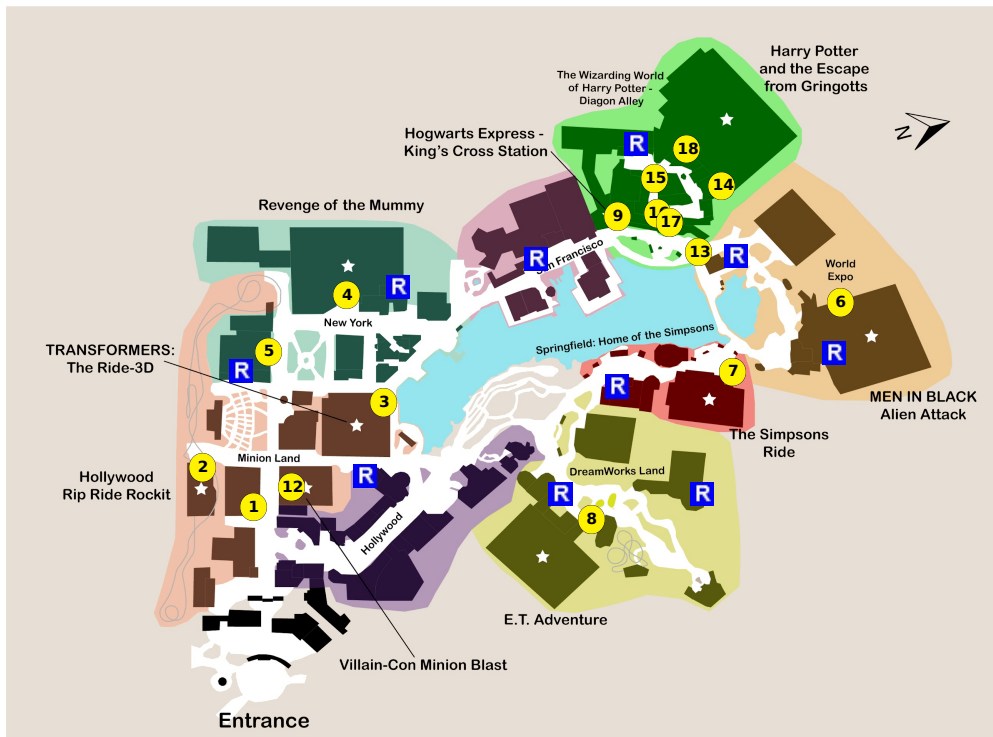 Harry Potter
and the Escape
from Gringotts
The Wizarding World
of Harry Potter -
Diagon Alley
Hogwarts Express -
King's Cross Station
N
R
18
15
14
16
17
9
13
R
R
San Francisco
Revenge of the Mummy
World
Expo
R
4
6
New York
Springfield: Home of the Simpsons
TRANSFORMERS:
The Ride-3D
5
R
R
7
R
3
MEN IN BLACK
Alien Attack
The Simpsons
Ride
Minion Land
2
Hollywood
Rip Ride Rockit
R
DreamWorks Land
12
R
R
1
8
Hollywood
E.T. Adventure
Villain-Con Minion Blast
Entrance